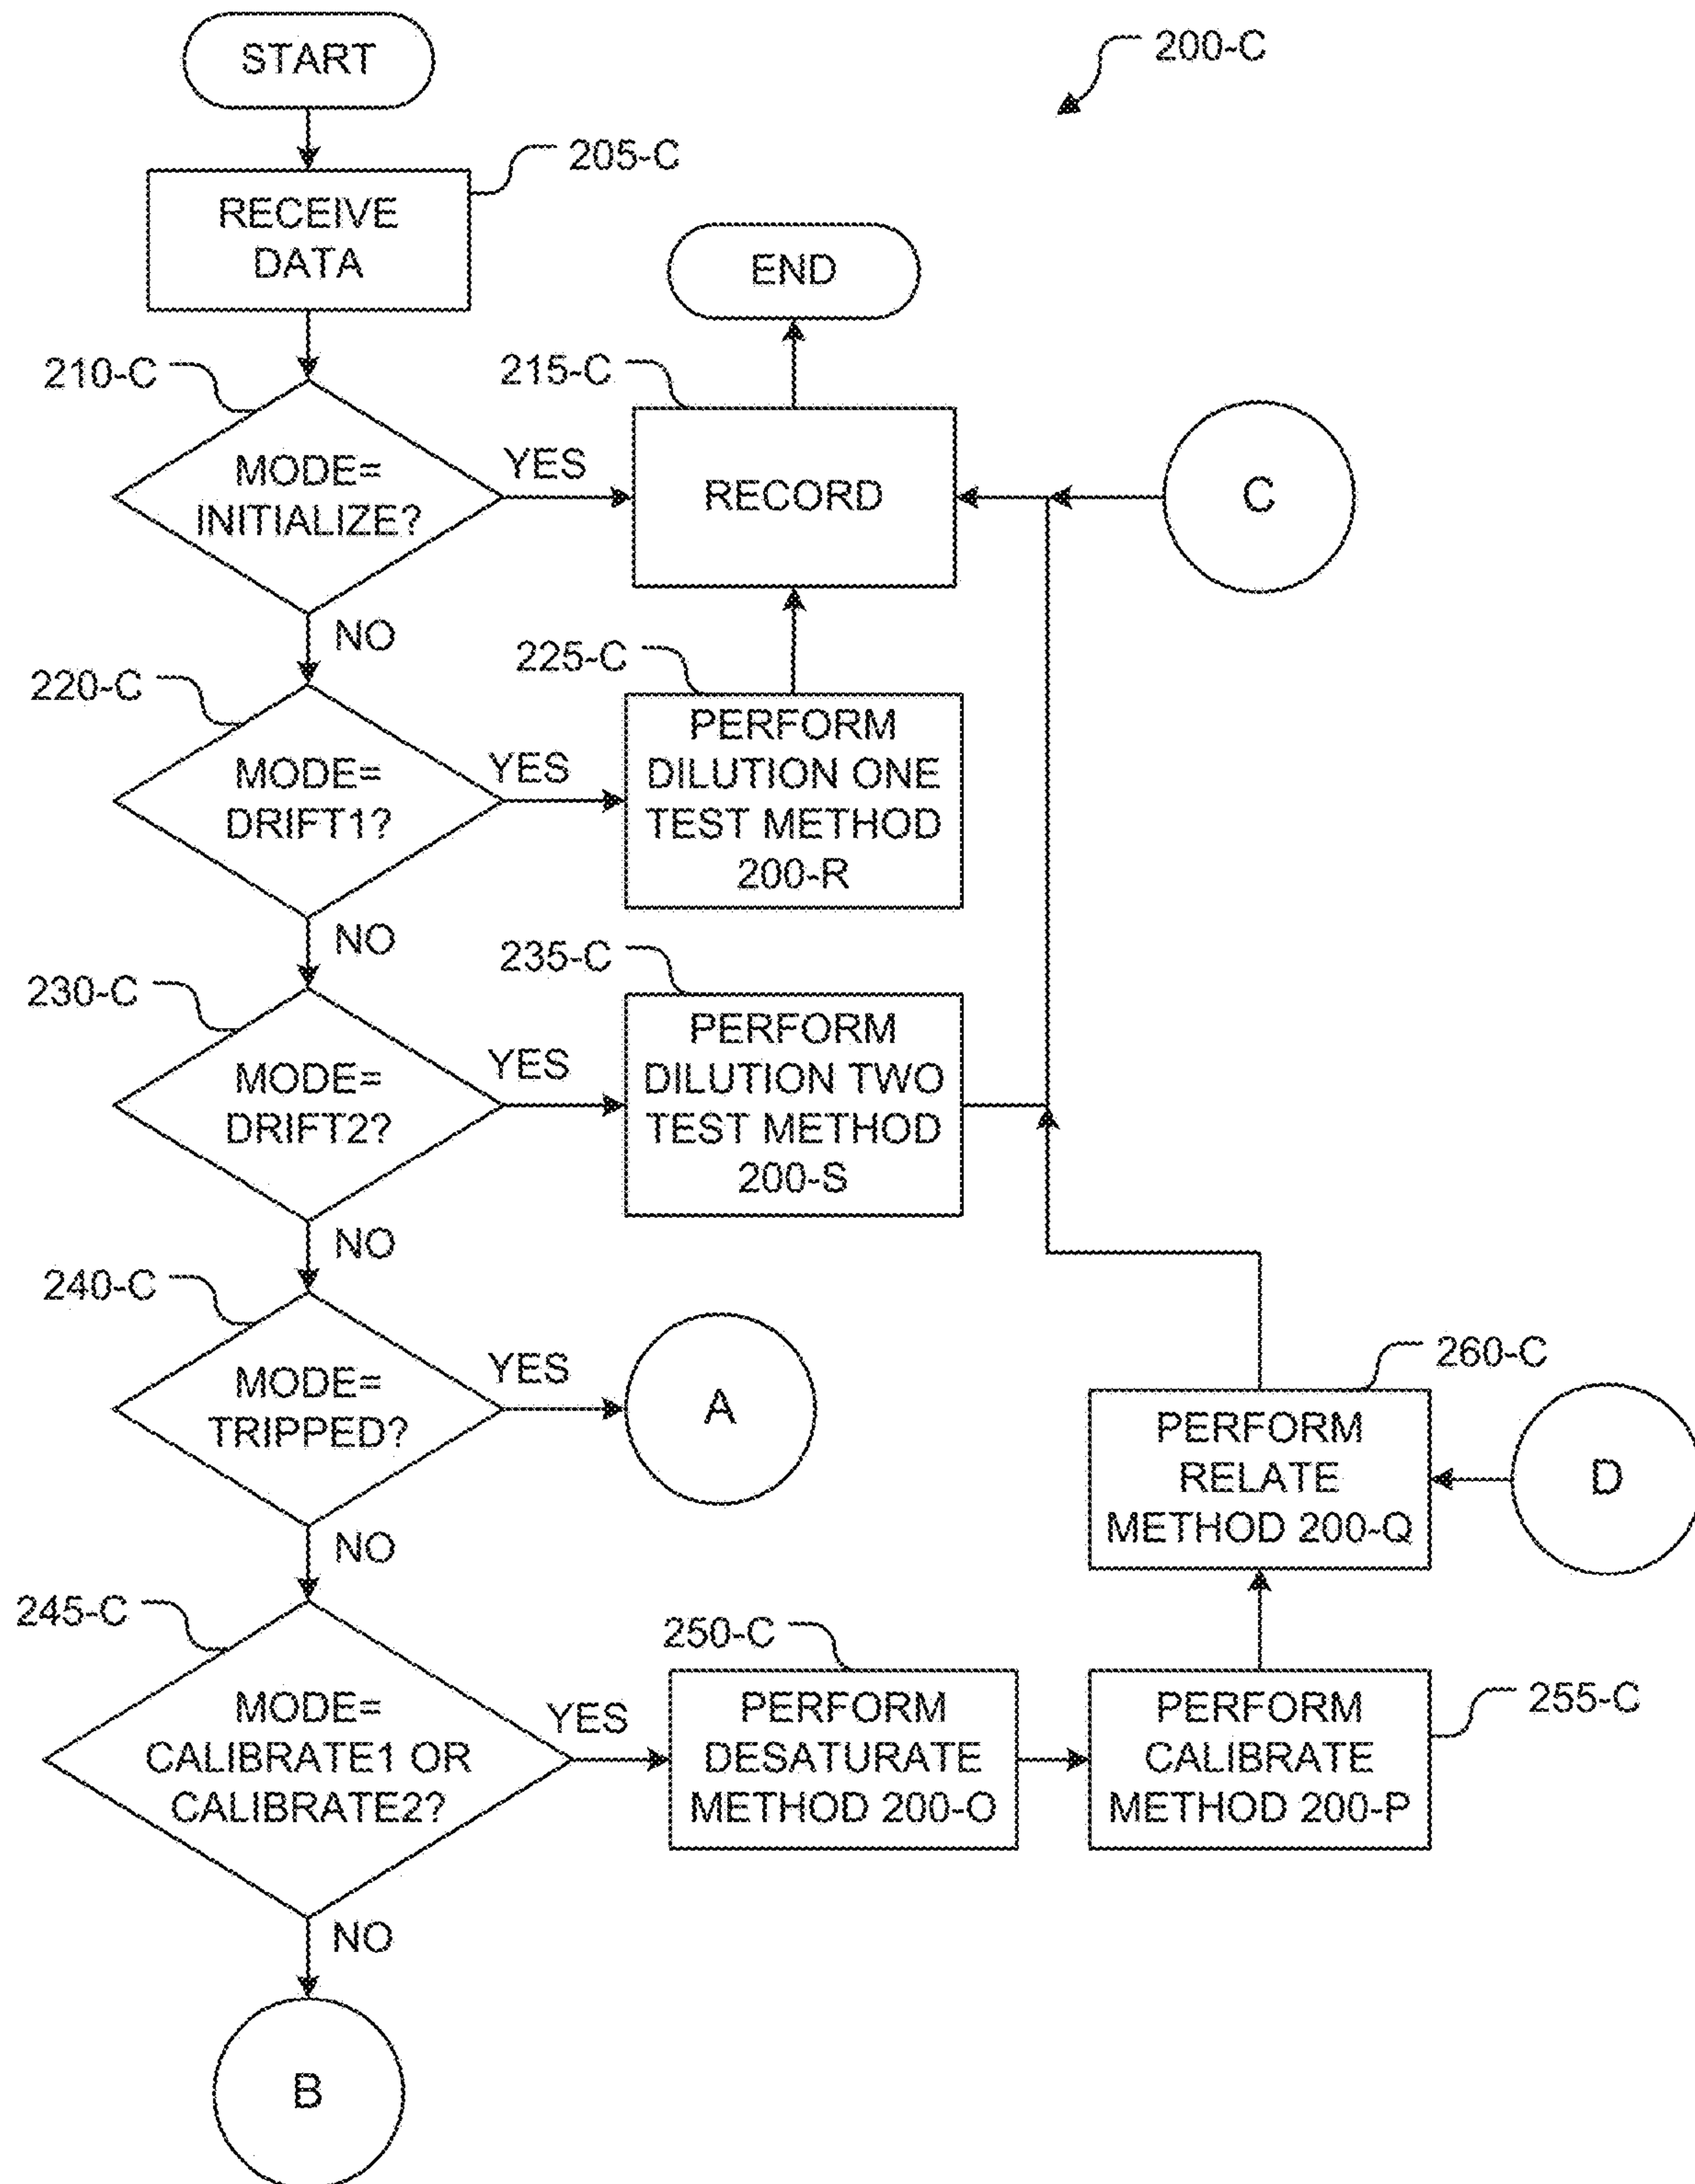 START
200-C
205-C
RECEIVE
DATA
END
210-C
215-C
MODE=
INITIALIZE?
YES
RECORD
C
NO
220-C
225-C
MODE=
DRIFT1?
YES
PERFORM
DILUTION ONE
TEST METHOD
200-R
NO
230-C
235-C
MODE=
DRIFT2?
YES
PERFORM
DILUTION TWO
TEST METHOD
200-S
NO
240-C
MODE=
TRIPPED?
YES
A
260-C
PERFORM
RELATE
METHOD 200-Q
D
NO
245-C
250-C
255-C
MODE=
CALIBRATE1 OR
CALIBRATE2?
YES
PERFORM
DESATURATE
METHOD 200-O
PERFORM
CALIBRATE
METHOD 200-P
NO
B